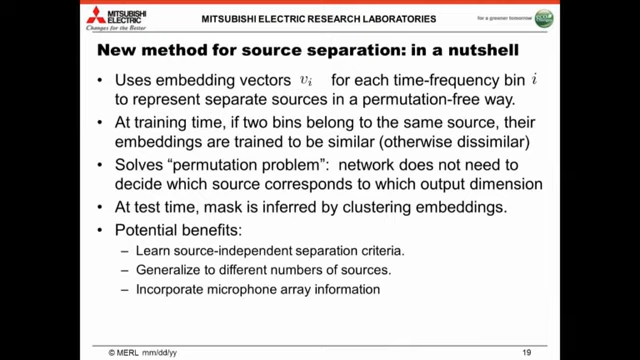 MITSUBISHI ELECTRIC
Changes for the Better
MITSUBISHI ELECTRIC RESEARCH LABORATORIES
for a greener tomorrow
New method for source separation: in a nutshell
• Uses embedding vectors v_i for each time-frequency bin i
to represent separate sources in a permutation-free way.
• At training time, if two bins belong to the same source, their
embeddings are trained to be similar (otherwise dissimilar)
• Solves “permutation problem”: network does not need to
decide which source corresponds to which output dimension
• At test time, mask is inferred by clustering embeddings.
• Potential benefits:
– Learn source-independent separation criteria.
– Generalize to different numbers of sources.
– Incorporate microphone array information
© MERL mm/dd/yy
19